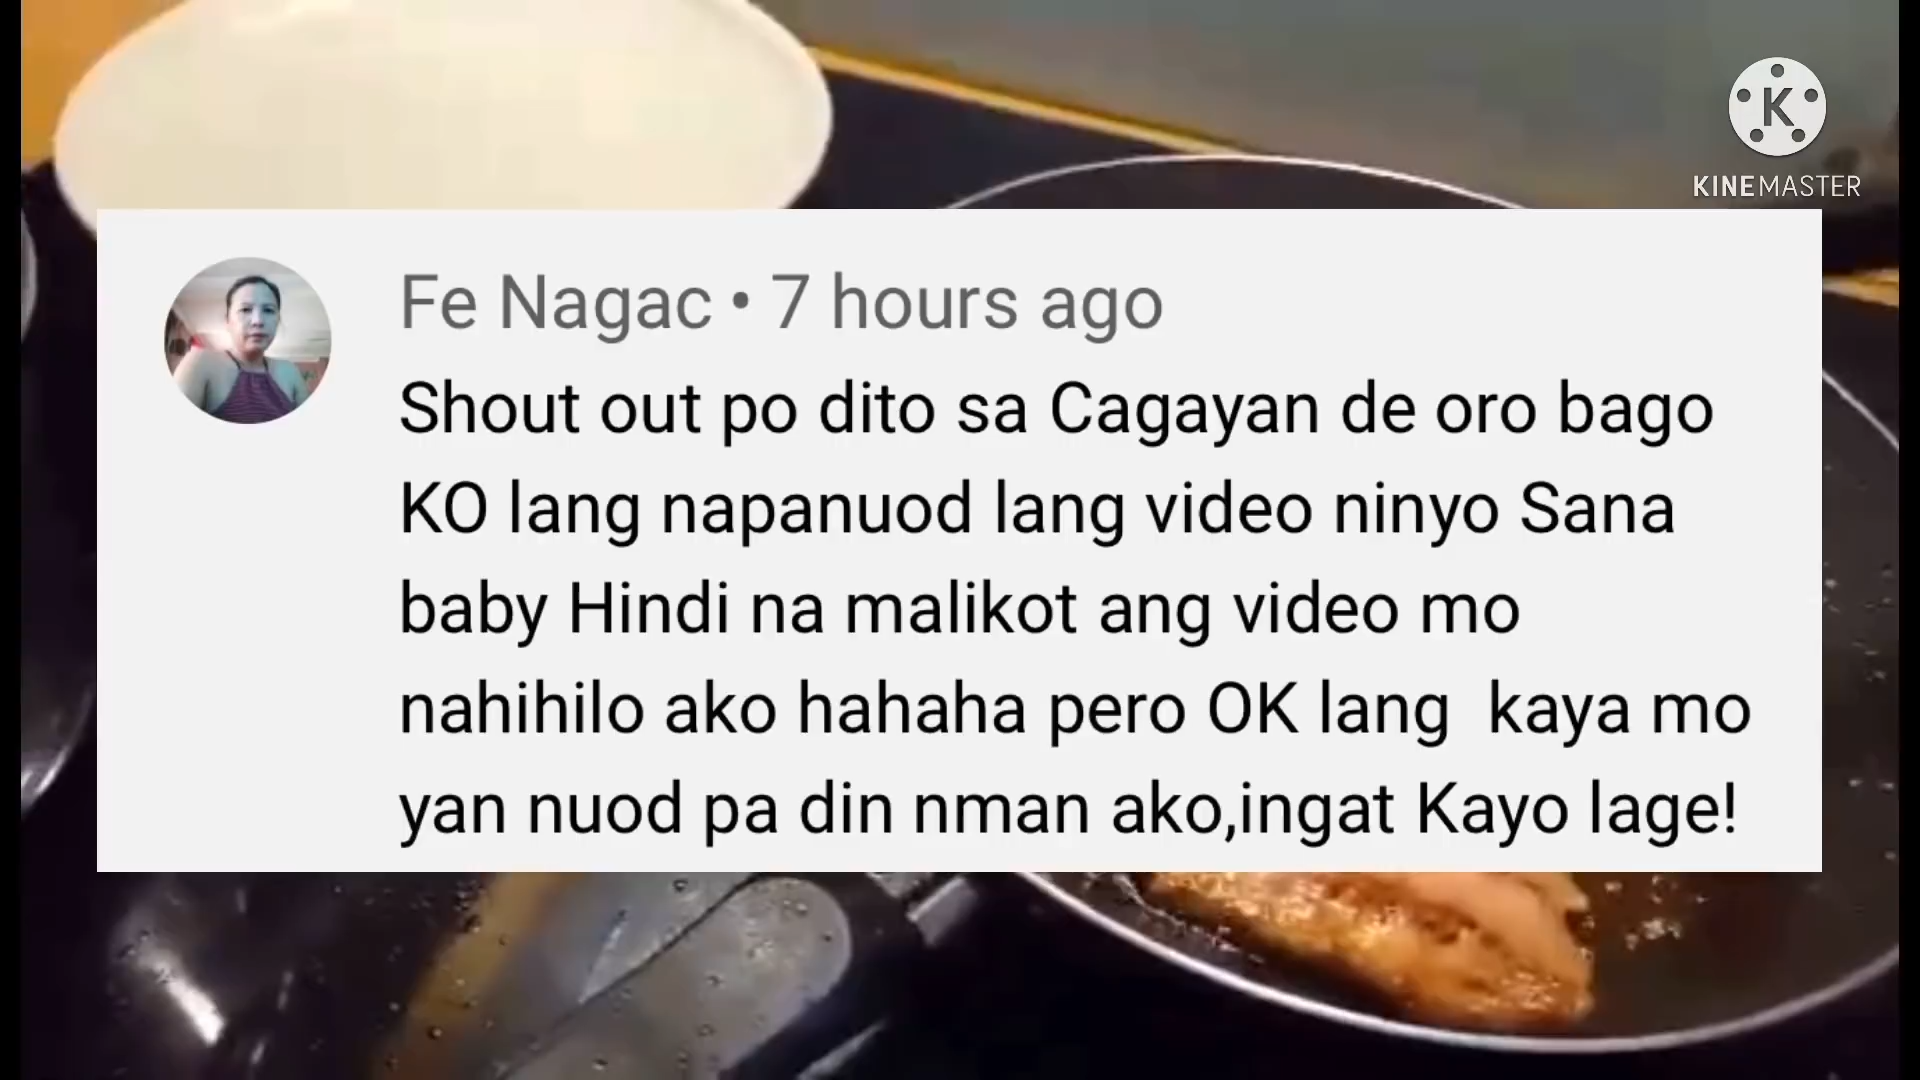 KINEMASTER
Fe Nagac • 7 hours ago
Shout out po dito sa Cagayan de oro bago
KO lang napanuod lang video ninyo Sana
baby Hindi na malikot ang video mo
nahihilo ako hahaha pero OK lang  kaya mo
yan nuod pa din nman ako,ingat Kayo lage!